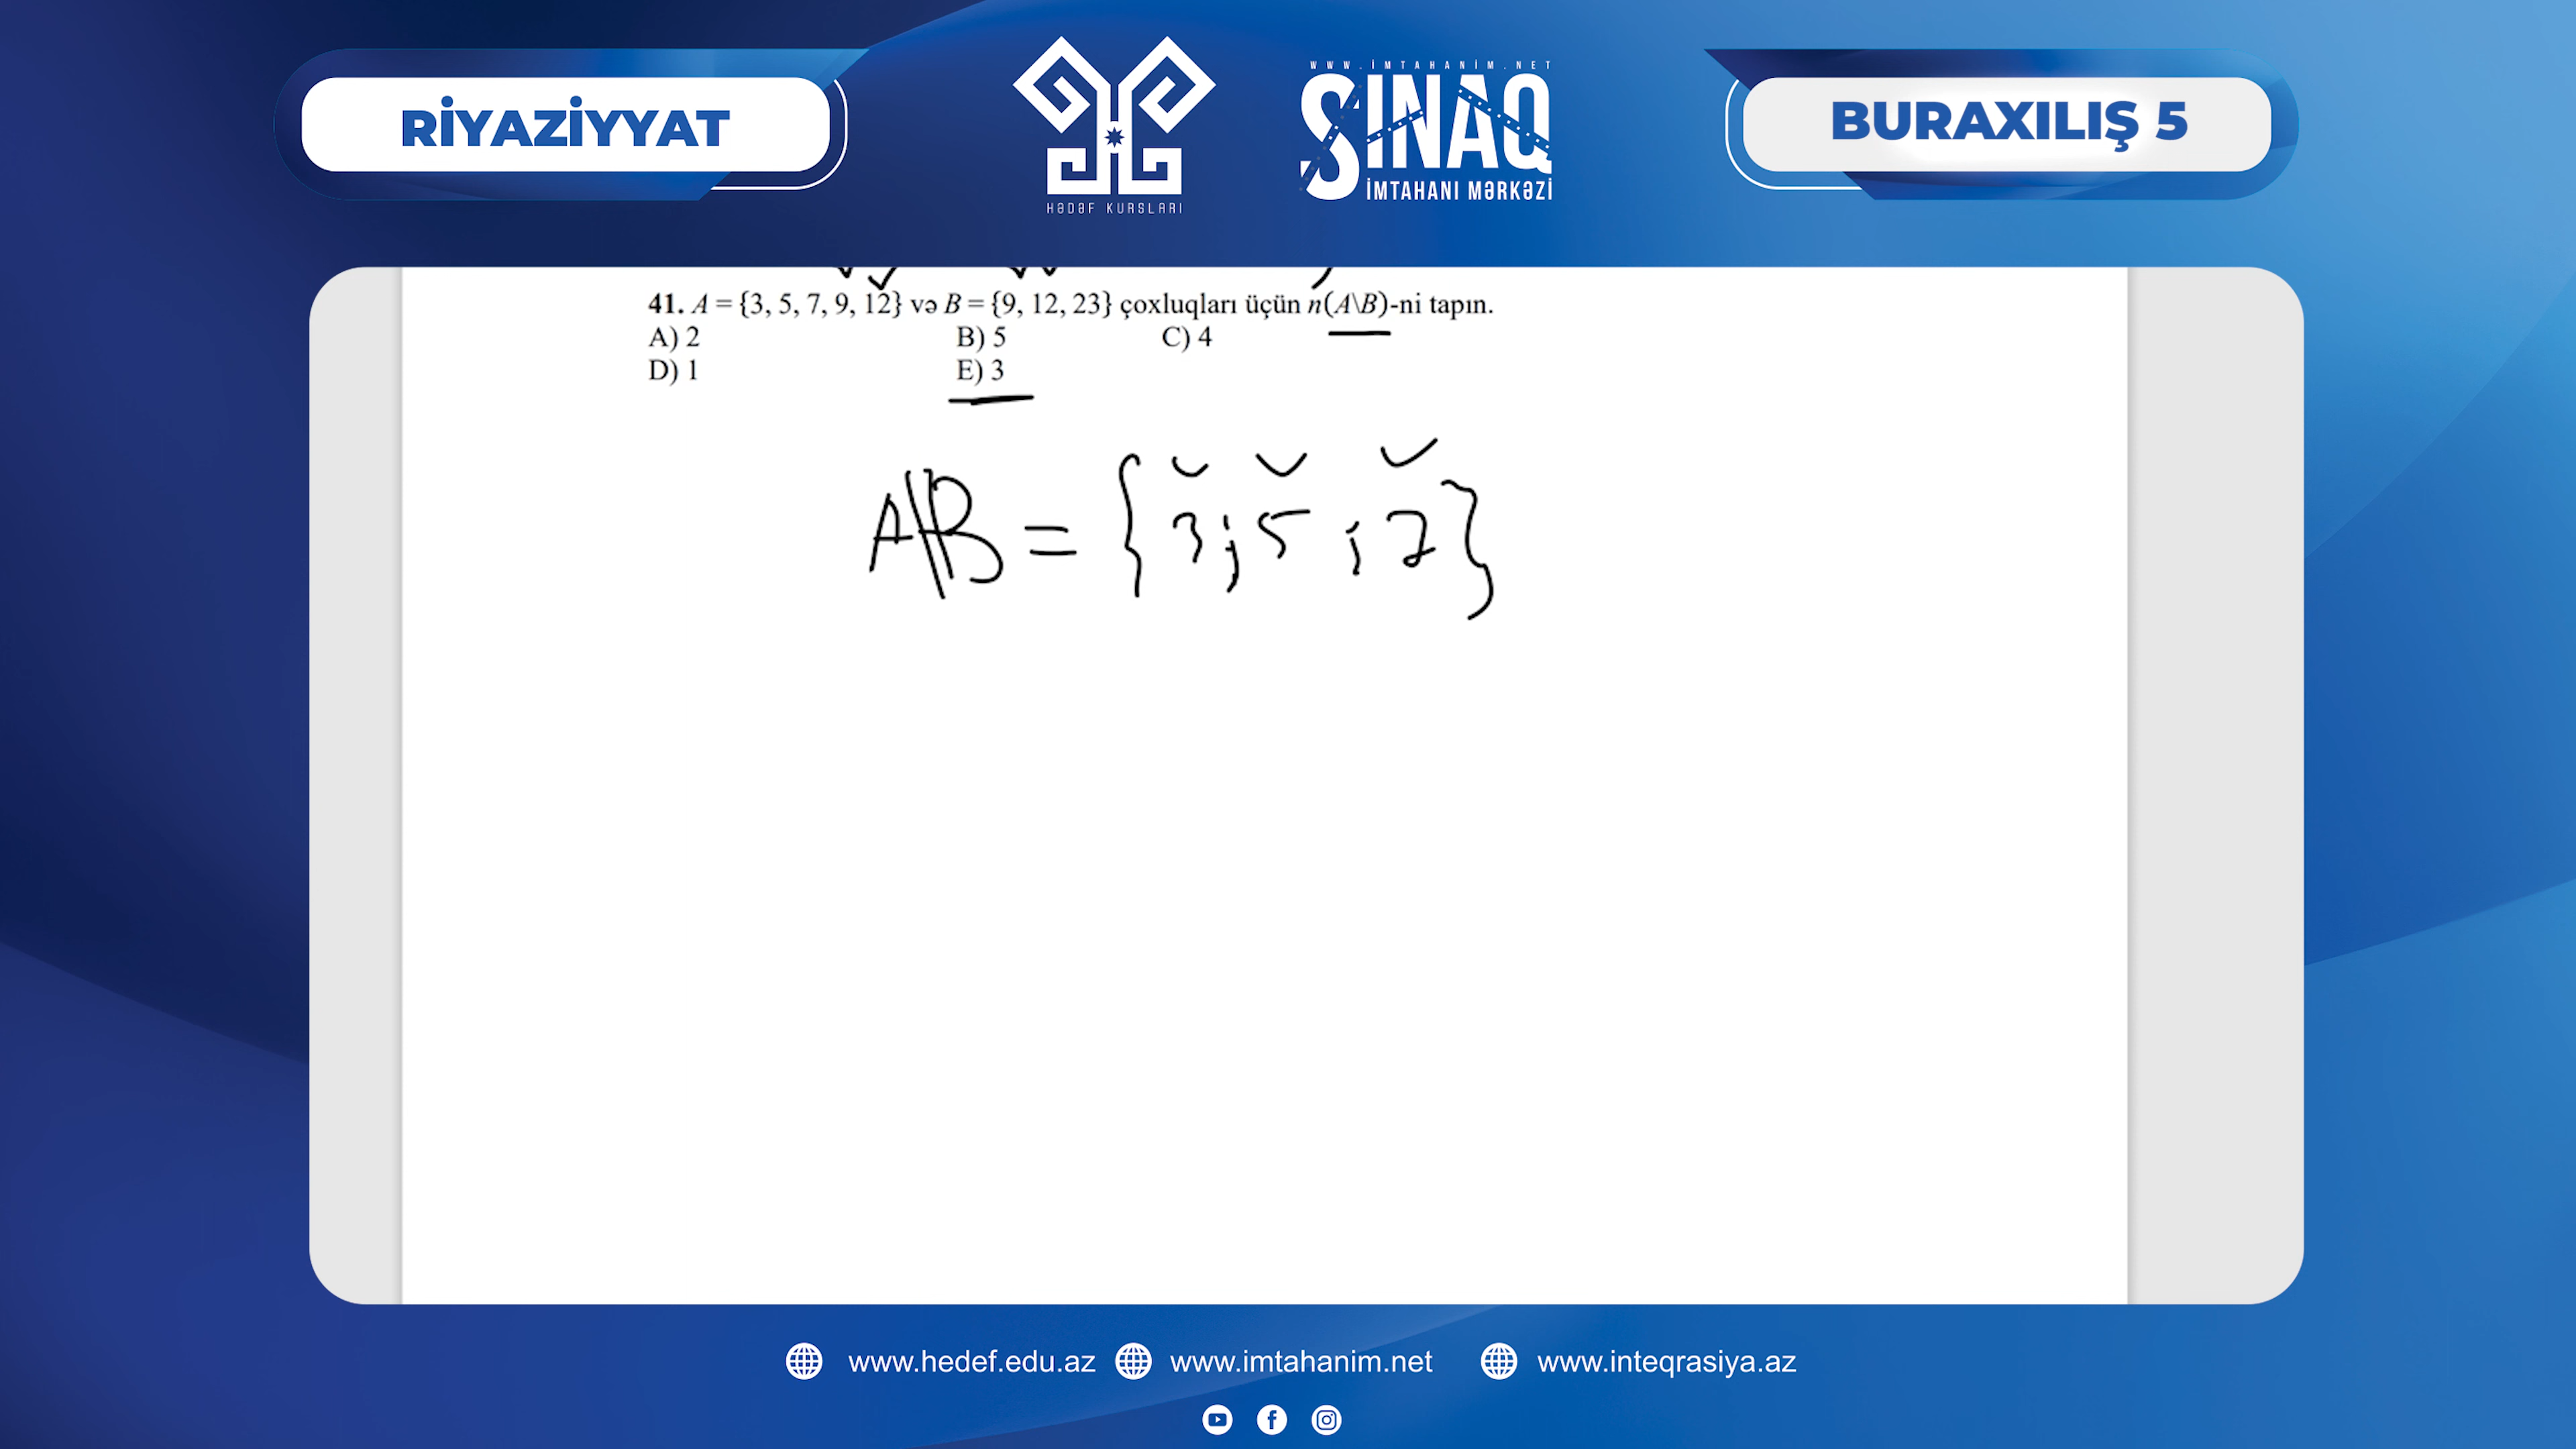 RİYAZİYYAT
HƏDƏF KURSLARI
WWW.İMTAHANİM.NET
SINAQ
İMTAHANI MƏRKƏZİ
BURAXILIŞ 5
41. A = {3, 5, 7, 9, 12} və B = {9, 12, 23} çoxluqları üçün n(A\B)-ni tapın.
A) 2 B) 5 C) 4
D) 1 E) 3
A\B = {3;5;7}
www.hedef.edu.az www.imtahanim.net www.inteqrasiya.az